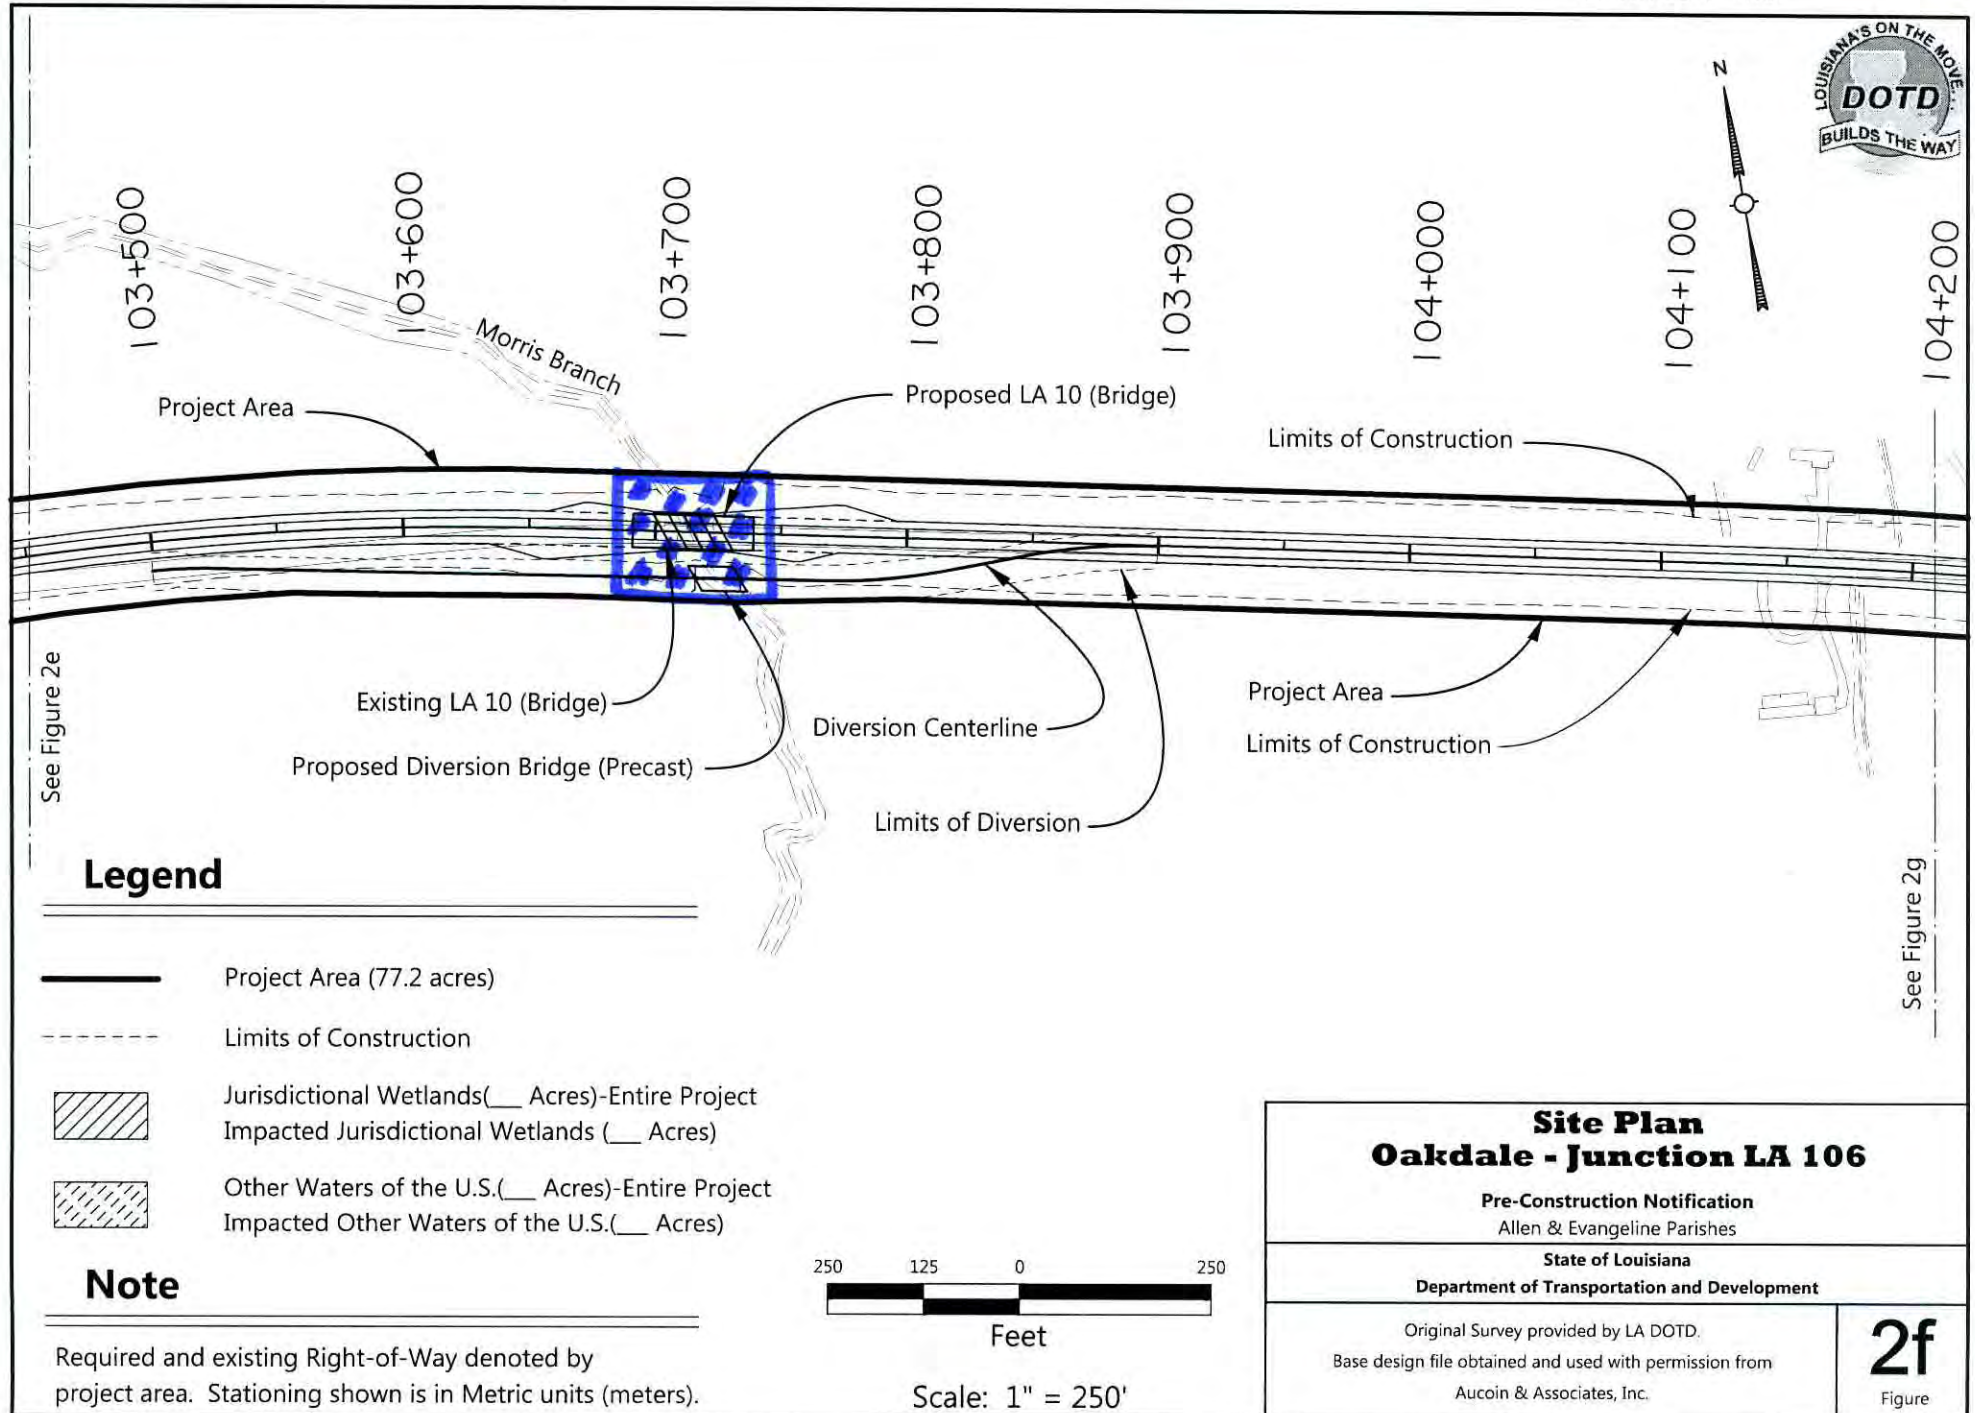 LOUISIANA'S ON THE MOVE...
DOTD
BUILDS THE WAY
N
103+500
103+600
103+700
103+800
103+900
104+000
104+100
104+200
Morris Branch
Project Area
Proposed LA 10 (Bridge)
Limits of Construction
See Figure 2e
Existing LA 10 (Bridge)
Proposed Diversion Bridge (Precast)
Diversion Centerline
Limits of Diversion
Project Area
Limits of Construction
See Figure 2g
Legend
Project Area (77.2 acres)
Limits of Construction
Jurisdictional Wetlands(__ Acres)-Entire Project
Impacted Jurisdictional Wetlands (__ Acres)
Other Waters of the U.S.(__ Acres)-Entire Project
Impacted Other Waters of the U.S.(__ Acres)
Note
Required and existing Right-of-Way denoted by
project area. Stationing shown is in Metric units (meters).
250 125 0 250
Feet
Scale: 1" = 250'
Site Plan
Oakdale - Junction LA 106
Pre-Construction Notification
Allen & Evangeline Parishes
State of Louisiana
Department of Transportation and Development
Original Survey provided by LA DOTD.
Base design file obtained and used with permission from
Aucoin & Associates, Inc.
2f
Figure